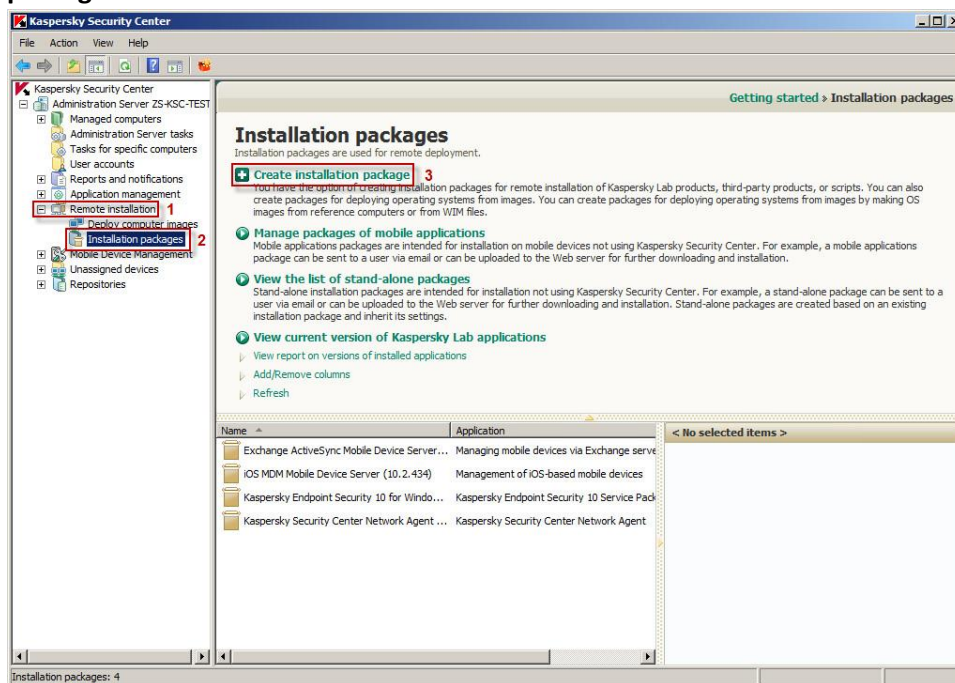 Kaspersky Security Center
File Action View Help
Kaspersky Security Center
Administration Server ZS-KSC-TEST
Managed computers
Administration Server tasks
Tasks for specific computers
User accounts
Reports and notifications
Application management
Remote installation 1
Deploy computer images
Installation packages 2
Mobile Device Management
Unassigned devices
Repositories
Getting started > Installation packages
Installation packages
Installation packages are used for remote deployment.
Create installation package 3
You have the option of creating installation packages for remote installation of Kaspersky Lab products, third-party products, or scripts. You can also
create packages for deploying operating systems from images. You can create packages for deploying operating systems from images by making OS
images from reference computers or from WIM files.
Manage packages of mobile applications
Mobile applications packages are intended for installation on mobile devices not using Kaspersky Security Center. For example, a mobile applications
package can be sent to a user via email or can be uploaded to the Web server for further downloading and installation.
View the list of stand-alone packages
Stand-alone installation packages are intended for installation not using Kaspersky Security Center. For example, a stand-alone package can be sent to a
user via email or can be uploaded to the Web server for further downloading and installation. Stand-alone packages are created based on an existing
installation package and inherit its settings.
View current version of Kaspersky Lab applications
View report on versions of installed applications
Add/Remove columns
Refresh
Name Application
Exchange ActiveSync Mobile Device Server... Managing mobile devices via Exchange serve
iOS MDM Mobile Device Server (10.2.434) Management of iOS-based mobile devices
Kaspersky Endpoint Security 10 for Windo... Kaspersky Endpoint Security 10 Service Pack
Kaspersky Security Center Network Agent ... Kaspersky Security Center Network Agent
< No selected items >
Installation packages: 4